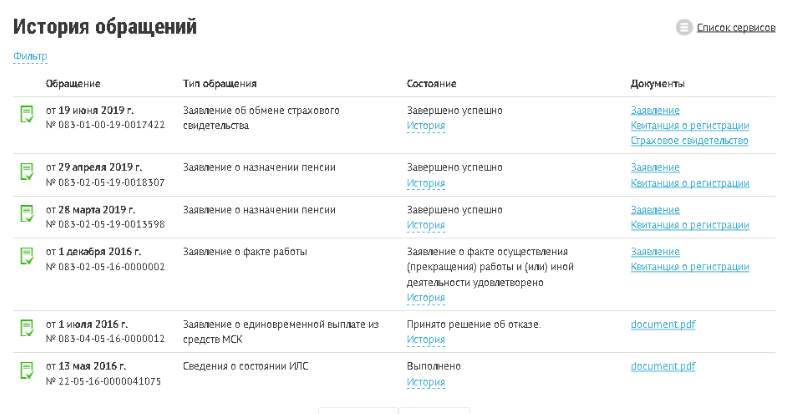 История обращений
Список сервисов
Фильтр
Обращение Тип обращения Состояние Документы
от 19 июня 2019 г. Заявление об обмене страхового Завершено успешно Заявление
№ 083-01-00-19-0017422 свидетельства История Квитанция о регистрации
Страховое свидетельство
от 29 апреля 2019 г. Заявление о назначении пенсии Завершено успешно Заявление
№ 083-02-05-19-0018307 История Квитанция о регистрации
от 28 марта 2019 г. Заявление о назначении пенсии Завершено успешно Заявление
№ 083-02-05-19-0013598 История Квитанция о регистрации
от 1 декабря 2016 г. Заявление о факте работы Заявление о факте осуществления Заявление
№ 083-02-05-16-0000002 (прекращения) работы и (или) иной Квитанция о регистрации
деятельности удовлетворено
История
от 1 июля 2016 г. Заявление о единовременной выплате из Принято решение об отказе. document.pdf
№ 083-04-05-16-0000012 средств МСК История
от 13 мая 2016 г. Сведения о состоянии ИЛС Выполнено document.pdf
№ 22-05-16-0000041075 История